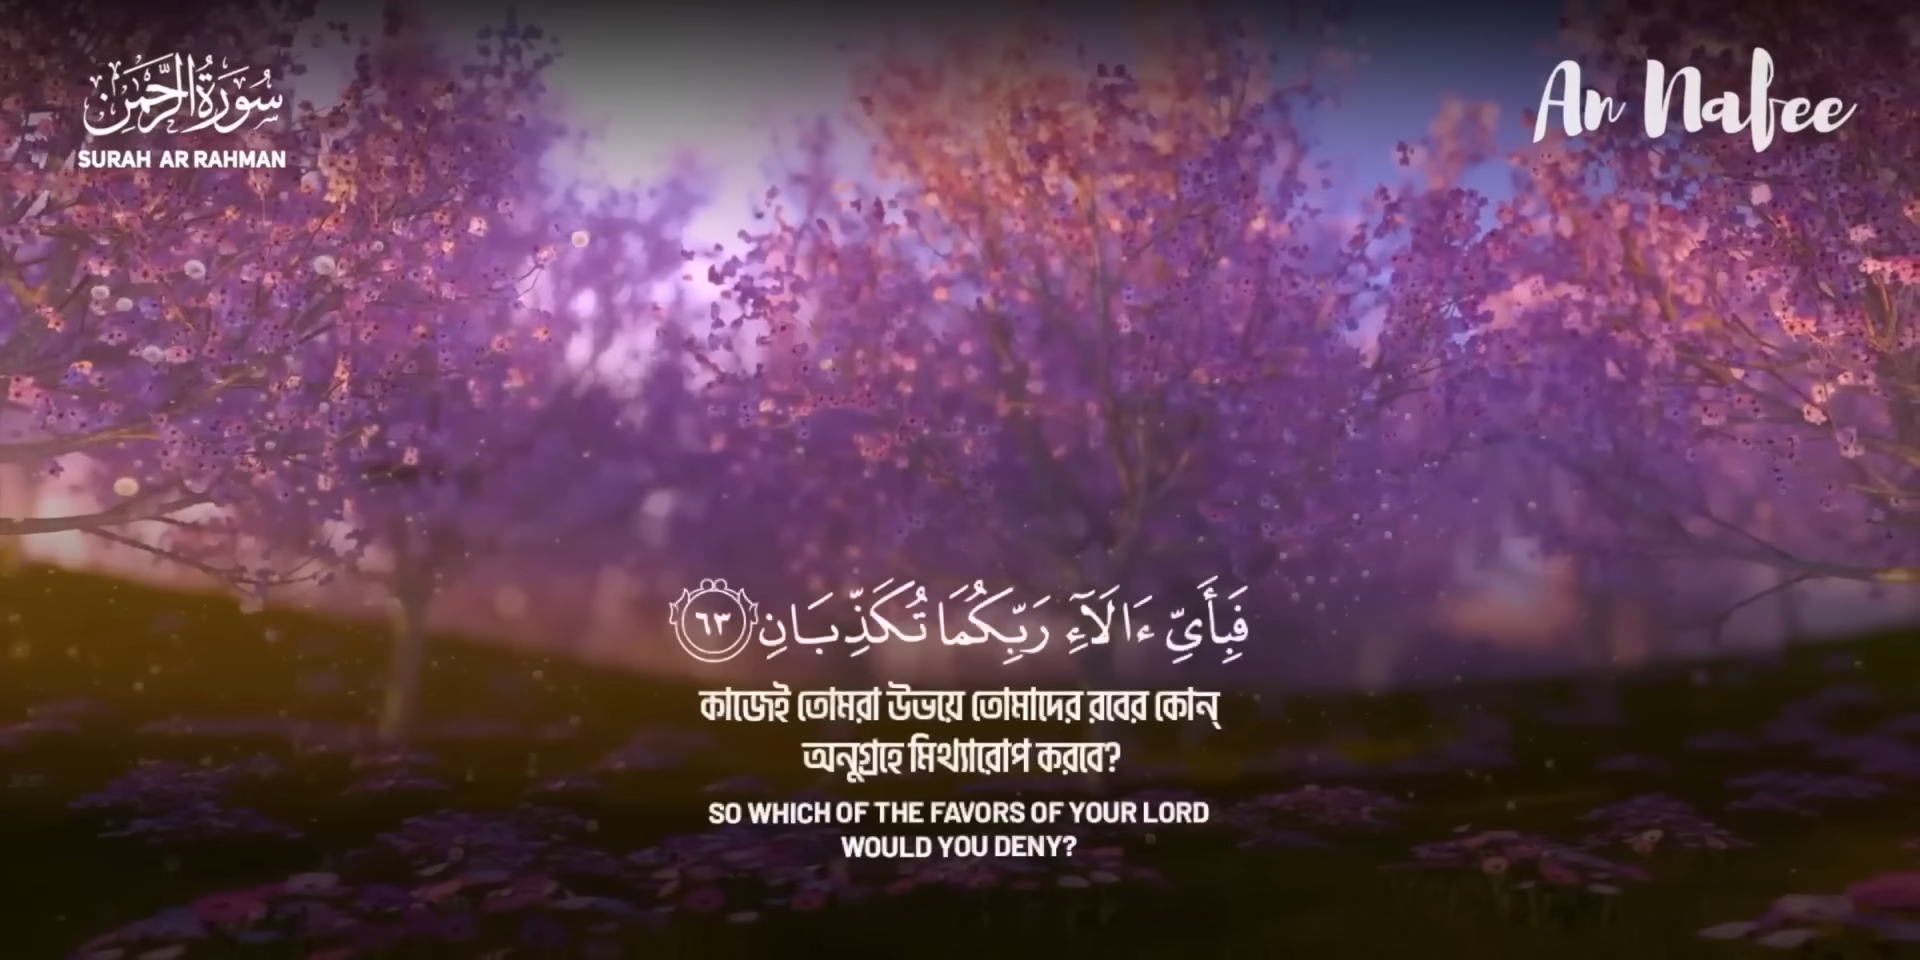 سُورَةُ الرَّحْمَٰن
SURAH AR RAHMAN
An Nafee
فَبِأَيِّ ءَالَآءِ رَبِّكُمَا تُكَذِّبَانِ ٦٣
কাজেই তোমরা উভয়ে তোমাদের রবের কোন্
অনুগ্রহে মিথ্যারোপ করবে?
SO WHICH OF THE FAVORS OF YOUR LORD
WOULD YOU DENY?